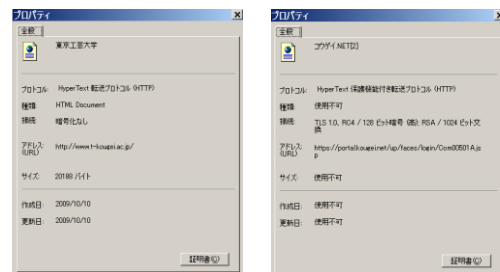 プロパティ
全般
東京工芸大学
プロトコル: HyperText 転送プロトコル (HTTP)
種類: HTML Document
接続: 暗号化なし
アドレス: (URL) http://www.t-kougei.ac.jp/
サイズ: 20188 バイト
作成日: 2009/10/10
更新日: 2009/10/10
証明書(C)
プロパティ
全般
コウゲイ.NET[2]
プロトコル: HyperText 保護機能付き転送プロトコル (HTTP)
種類: 使用不可
接続: TLS 1.0, RC4 / 128 ビット暗号 (高); RSA / 1024 ビット交
換
アドレス: (URL) https://portal.kougei.net/up/faces/login/Com00501A.js
p
サイズ: 使用不可
作成日: 使用不可
更新日: 使用不可
証明書(C)